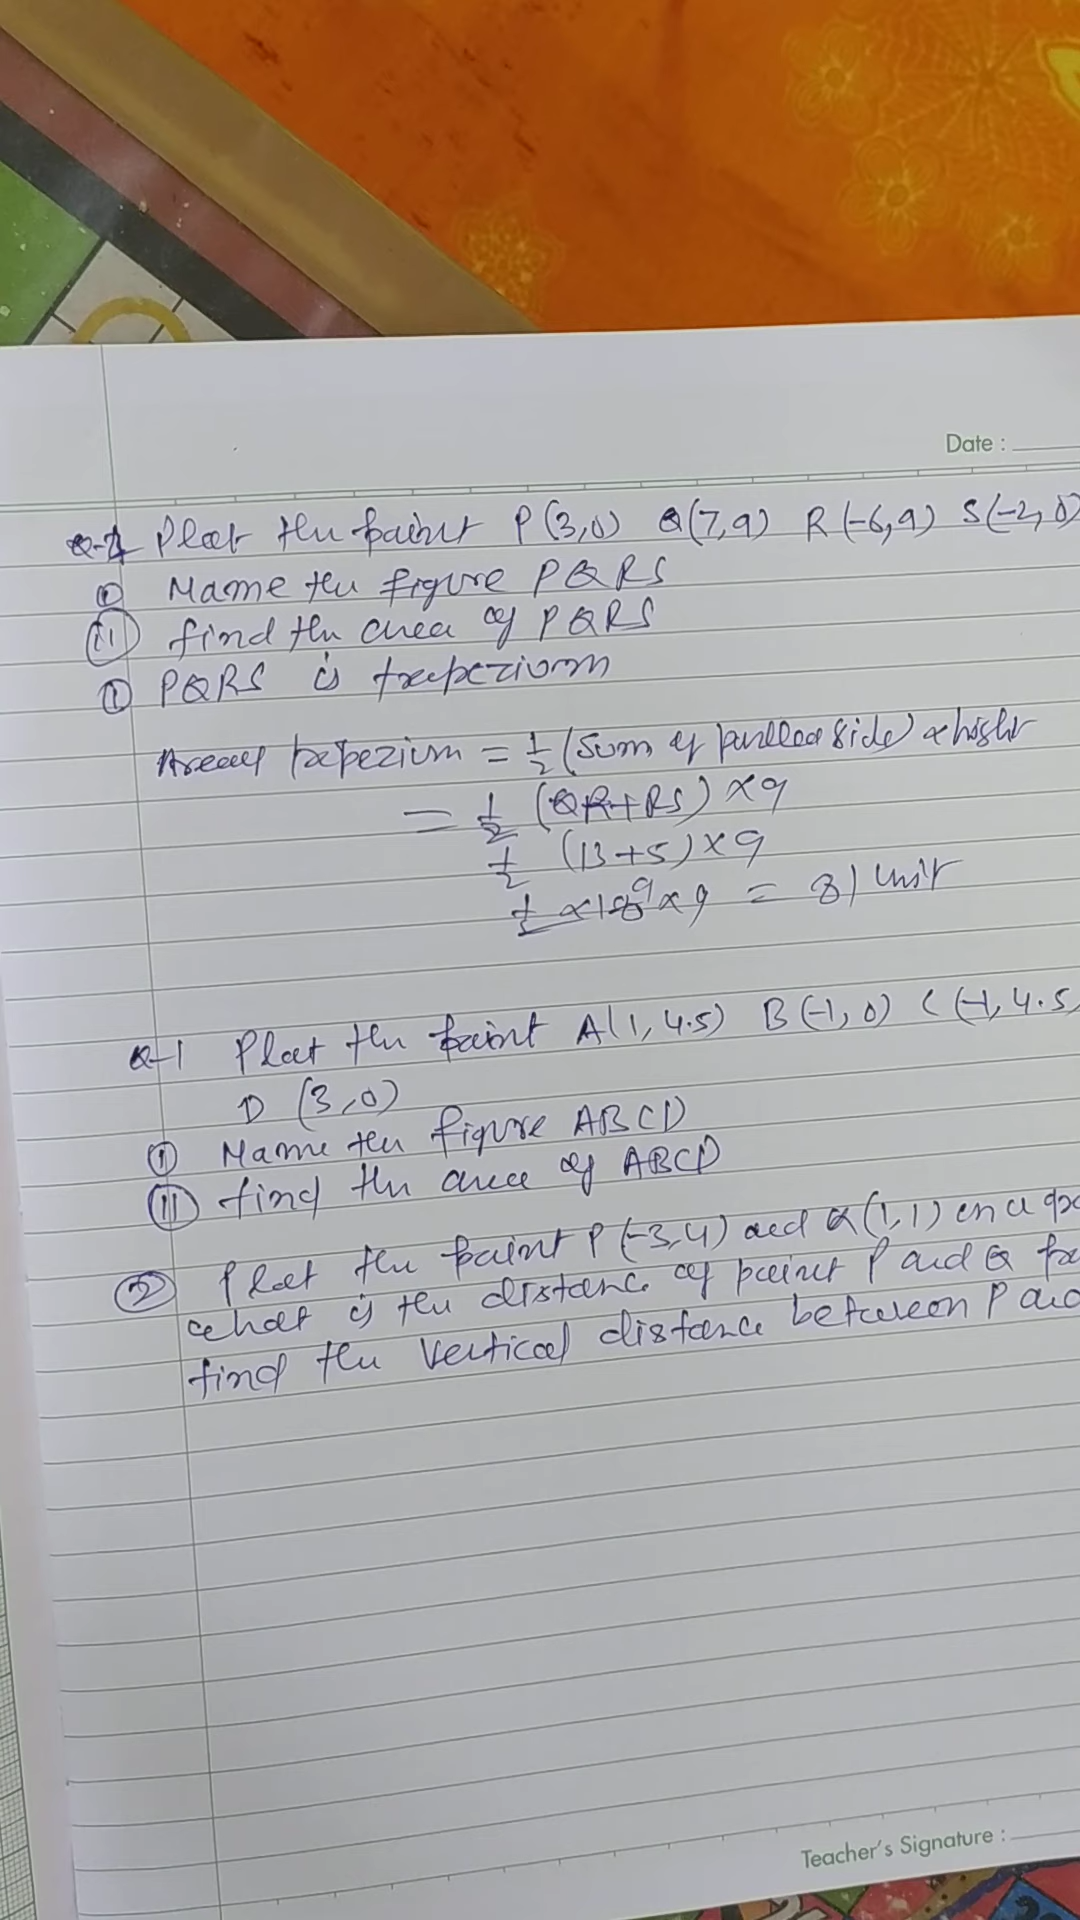 Date :
Q-1 Plot the point P(3,0) Q(7,9) R(-6,9) S(-2,0)
(I) Name the figure PQRS
(II) find the area of PQRS
(I) PQRS is trapezium
Area of trapezium = 1/2 (Sum of parallel side) x hight
= 1/2 (QR+RS) x9
1/2 (13+5) x 9
1/2 x 18 9 x 9 = 81 unit
Q-1 Plot the point A(1, 4.5) B(-1, 0) C(-1, 4.5,
D (3,0)
(I) Name the figure ABCD
(II) find the area of ABCD
(2) Plot the point P(-3,4) and Q(1,1) on a
what is the distance of point P and Q
find the vertical distance between P and
Teacher's Signature :